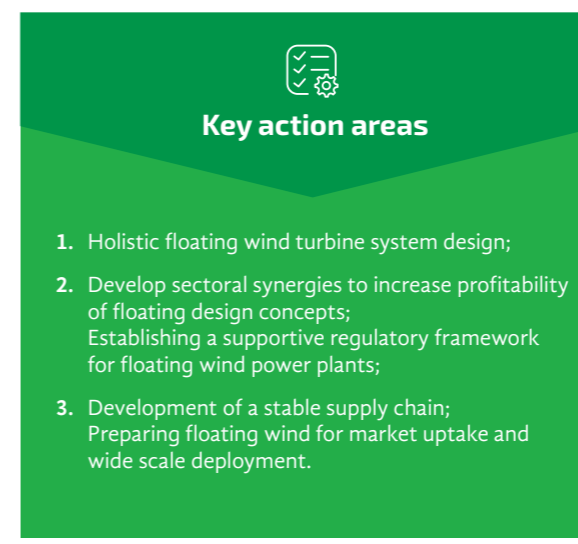 Key action areas
1. Holistic floating wind turbine system design;
2. Develop sectoral synergies to increase profitability
of floating design concepts;
Establishing a supportive regulatory framework
for floating wind power plants;
3. Development of a stable supply chain;
Preparing floating wind for market uptake and
wide scale deployment.